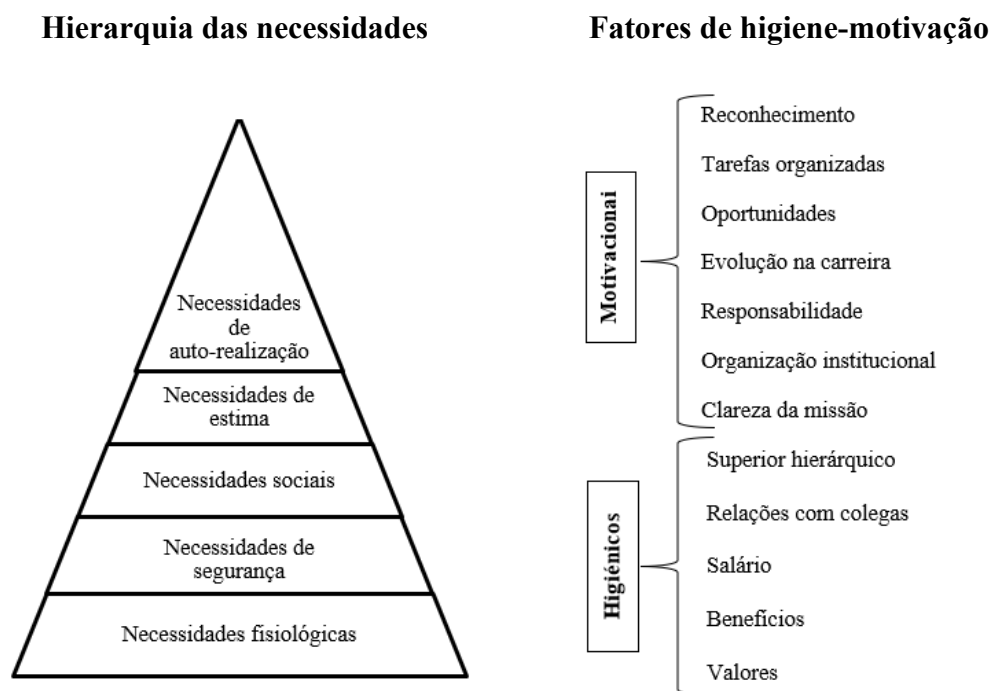 Hierarquia das necessidades
Necessidades
de
auto-realização
Necessidades de
estima
Necessidades sociais
Necessidades de
segurança
Necessidades fisiológicas
Fatores de higiene-motivação
Motivacionai
Reconhecimento
Tarefas organizadas
Oportunidades
Evolução na carreira
Responsabilidade
Organização institucional
Clareza da missão
Higiénicos
Superior hierárquico
Relações com colegas
Salário
Benefícios
Valores